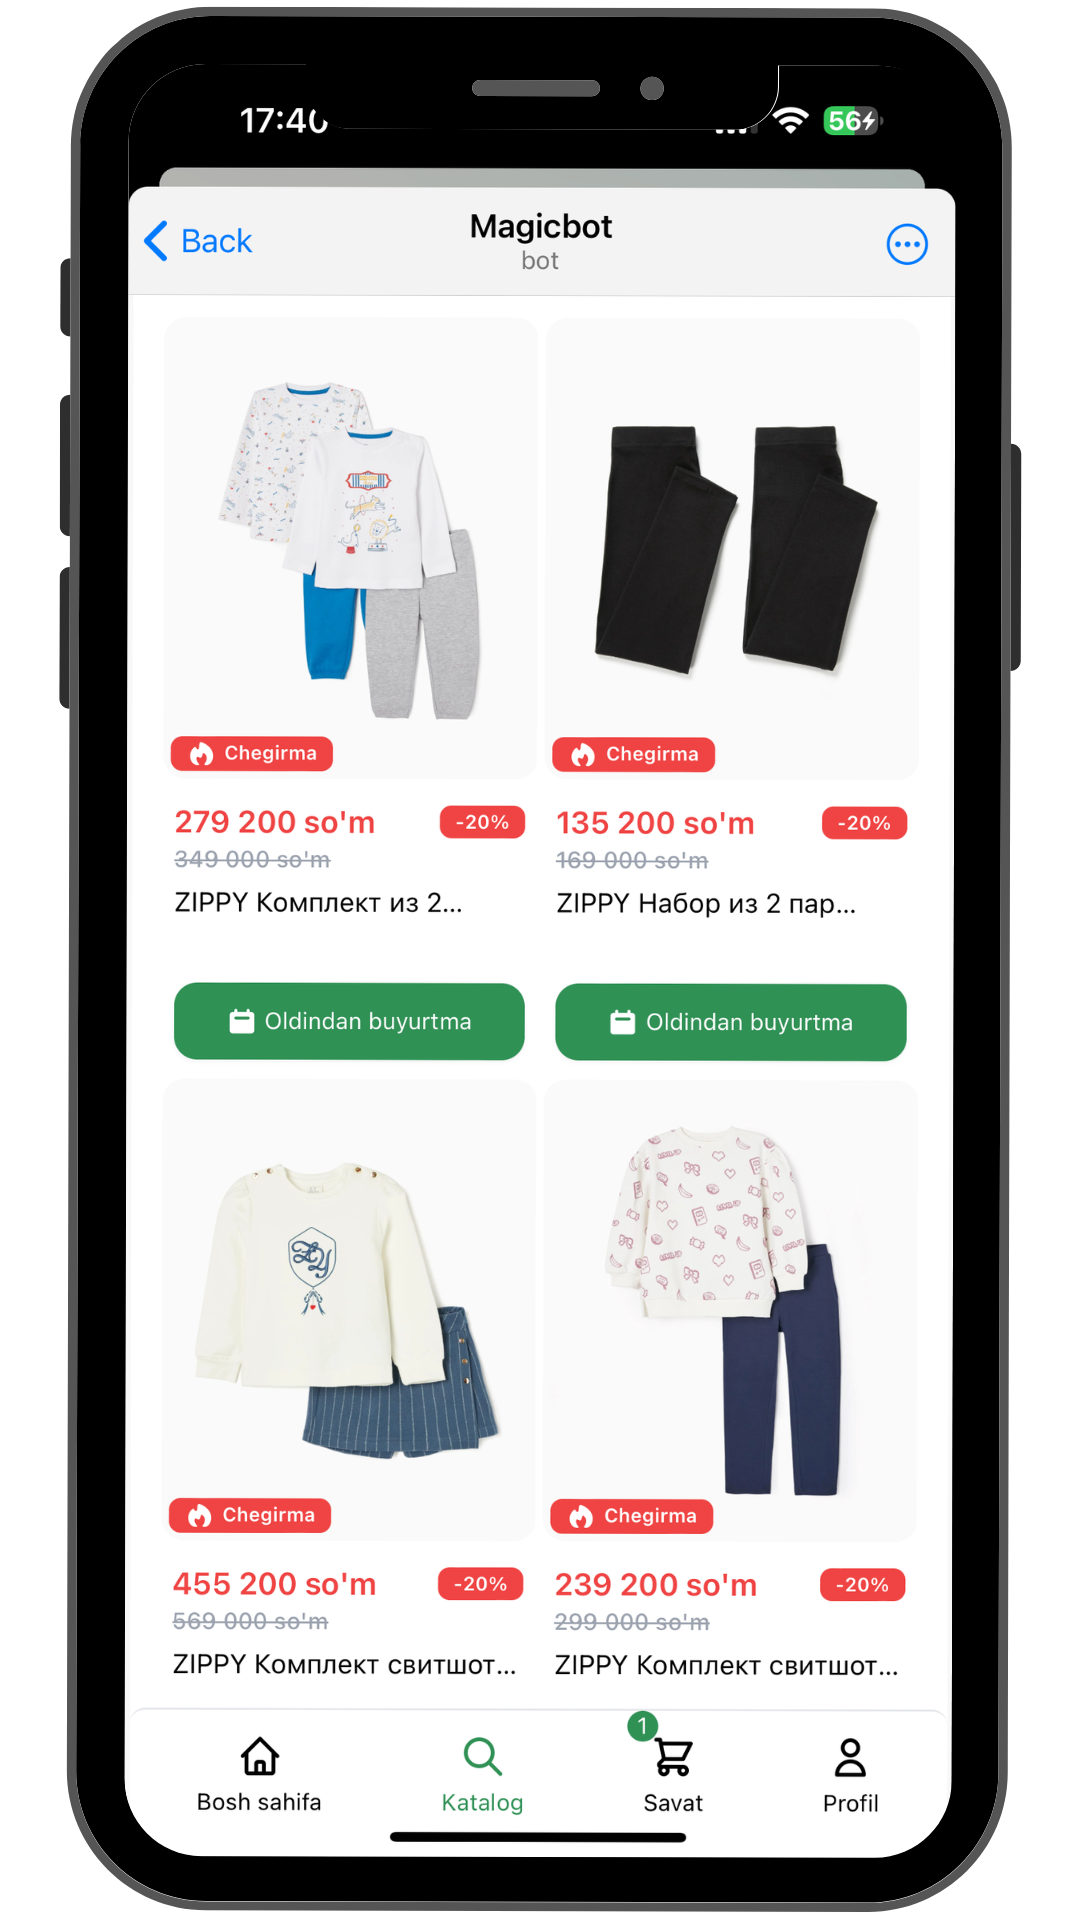 17:40
56
Back
Magicbot
bot
Chegirma
Chegirma
279 200 so'm
-20%
135 200 so'm
-20%
349 000 so'm
169 000 so'm
ZIPPY Комплект из 2...
ZIPPY Набор из 2 пар...
Oldindan buyurtma
Oldindan buyurtma
ZY
Chegirma
Chegirma
455 200 so'm
-20%
239 200 so'm
-20%
569 000 so'm
299 000 so'm
ZIPPY Комплект свитшот...
ZIPPY Комплект свитшот...
1
Bosh sahifa
Katalog
Savat
Profil